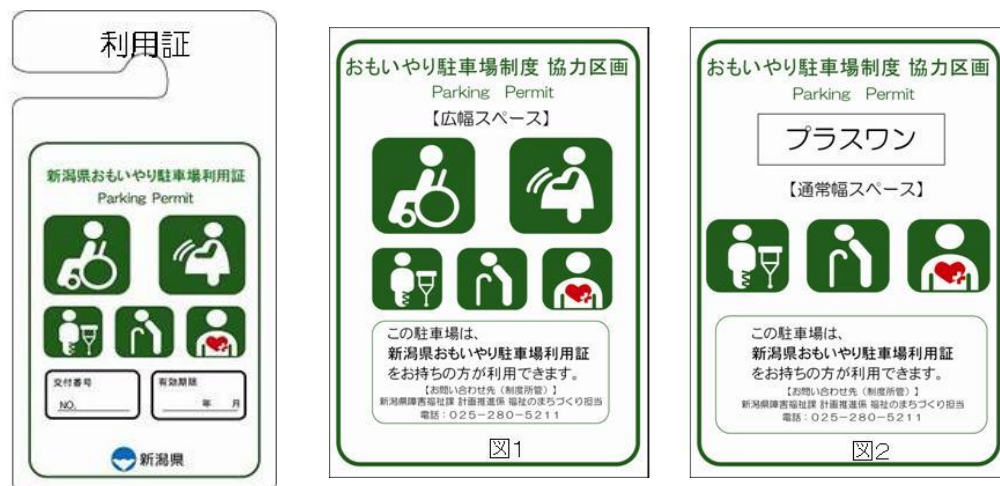 利用証
新潟県おもいやり駐車場利用証
Parking Permit
交付番号
NO.
有効期限
年 月
新潟県
おもいやり駐車場制度 協力区画
Parking Permit
【広幅スペース】
この駐車場は、
新潟県おもいやり駐車場利用証
をお持ちの方が利用できます。
【お問い合わせ先（制度所管）】
新潟県障害福祉課 計画推進係 福祉のまちづくり担当
電話：025－280－5211
図1
おもいやり駐車場制度 協力区画
Parking Permit
プラスワン
【通常幅スペース】
この駐車場は、
新潟県おもいやり駐車場利用証
をお持ちの方が利用できます。
【お問い合わせ先（制度所管）】
新潟県障害福祉課 計画推進係 福祉のまちづくり担当
電話：025－280－5211
図2